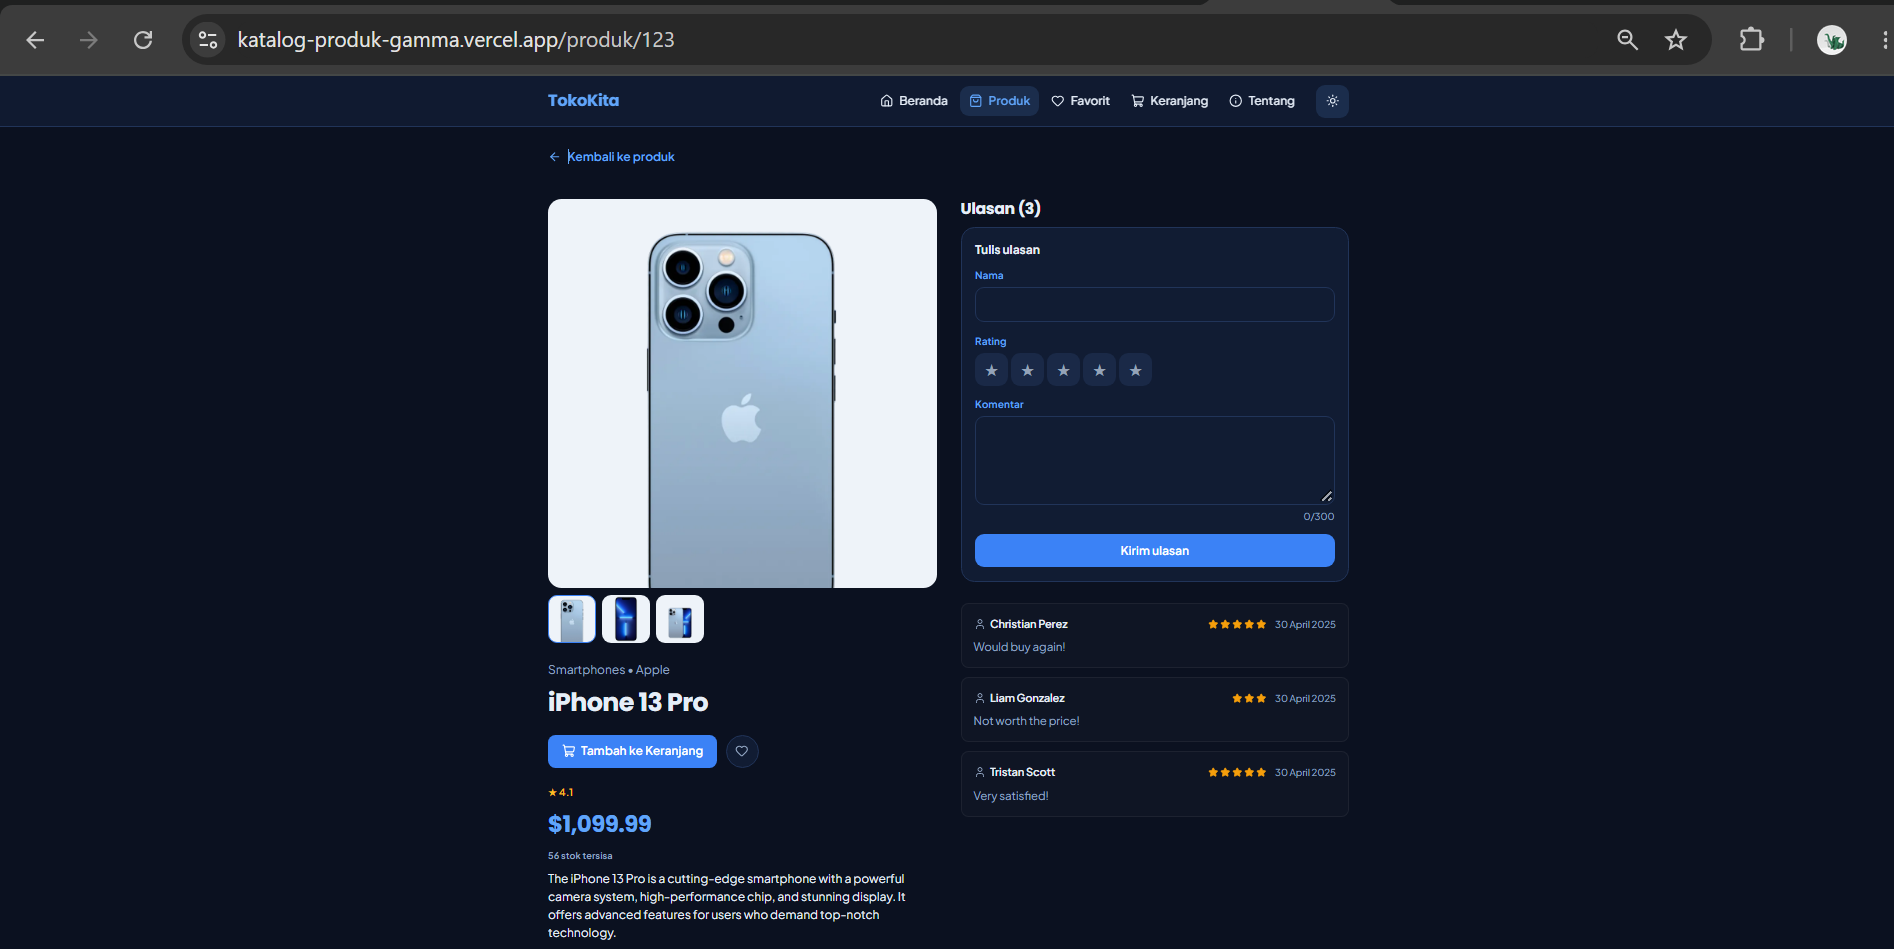 katalog-produk-gamma.vercel.app/produk/123
TokoKita
Beranda
Produk
Favorit
Keranjang
Tentang
Kembali ke produk
Smartphones • Apple
iPhone 13 Pro
Tambah ke Keranjang
★ 4.1
$1,099.99
56 stok tersisa
The iPhone 13 Pro is a cutting-edge smartphone with a powerful
camera system, high-performance chip, and stunning display. It
offers advanced features for users who demand top-notch
technology.
Ulasan (3)
Tulis ulasan
Nama
Rating
Komentar
0/300
Kirim ulasan
Christian Perez
30 April 2025
Would buy again!
Liam Gonzalez
30 April 2025
Not worth the price!
Tristan Scott
30 April 2025
Very satisfied!